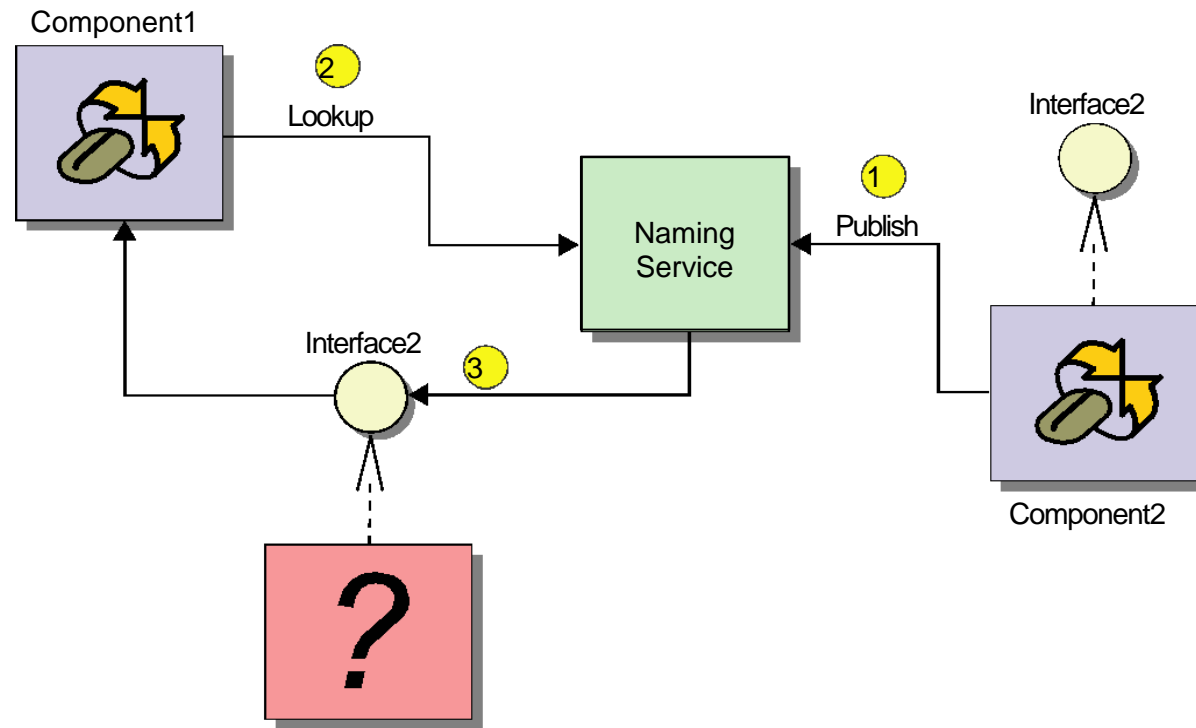 Component1
2
Lookup
Interface2
1
Publish
Naming
Service
Interface2
3
Component2
?